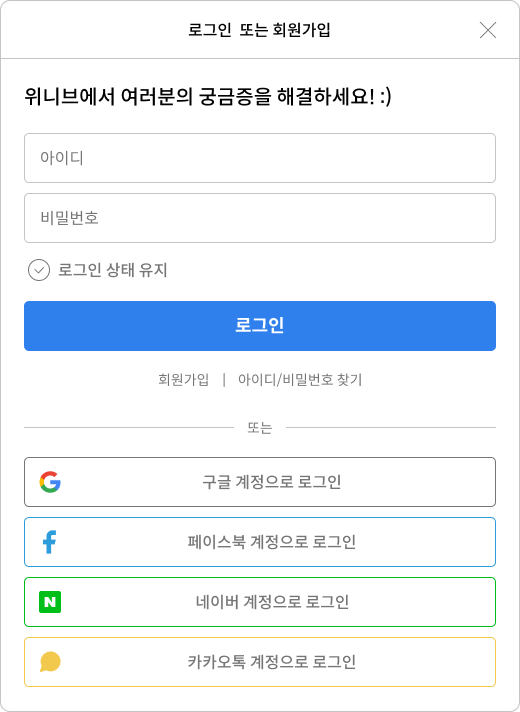 로그인 또는 회원가입
위니브에서 여러분의 궁금증을 해결하세요! :)
아이디
비밀번호
로그인 상태 유지
로그인
회원가입 | 아이디/비밀번호 찾기
또는
구글 계정으로 로그인
페이스북 계정으로 로그인
네이버 계정으로 로그인
카카오톡 계정으로 로그인